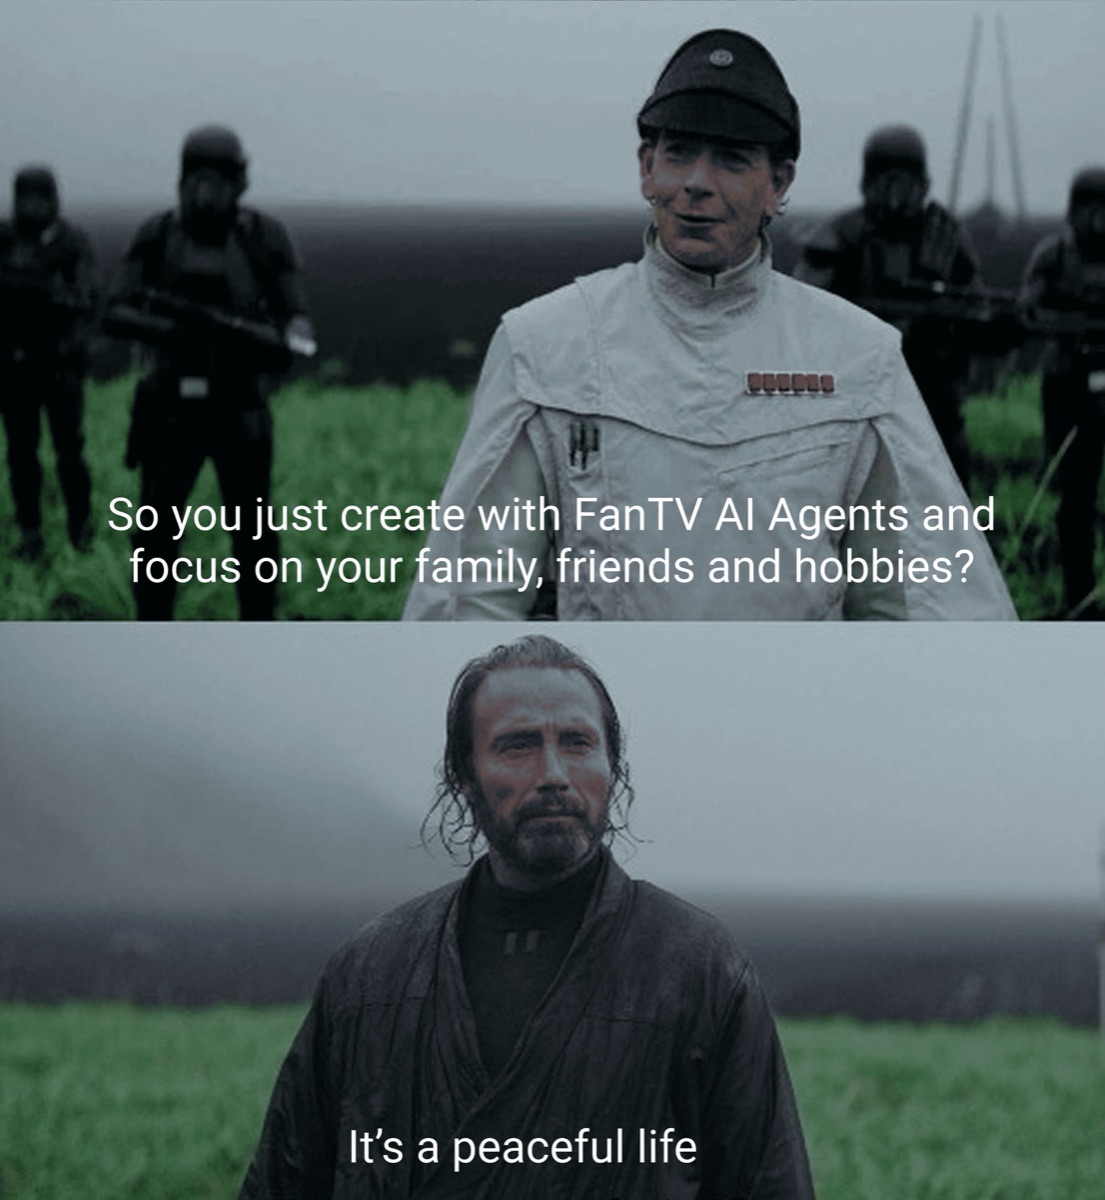 So you just create with FanTV AI Agents and
focus on your family, friends and hobbies?
It’s a peaceful life